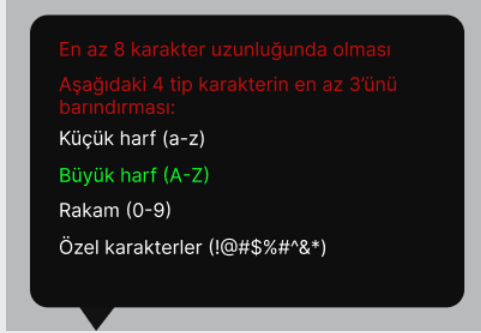 En az 8 karakter uzunluğunda olması
Aşağıdaki 4 tip karakterin en az 3'ünü
barındırması:
Küçük harf (a-z)
Büyük harf (A-Z)
Rakam (0-9)
Özel karakterler (!@#$%#^&*)